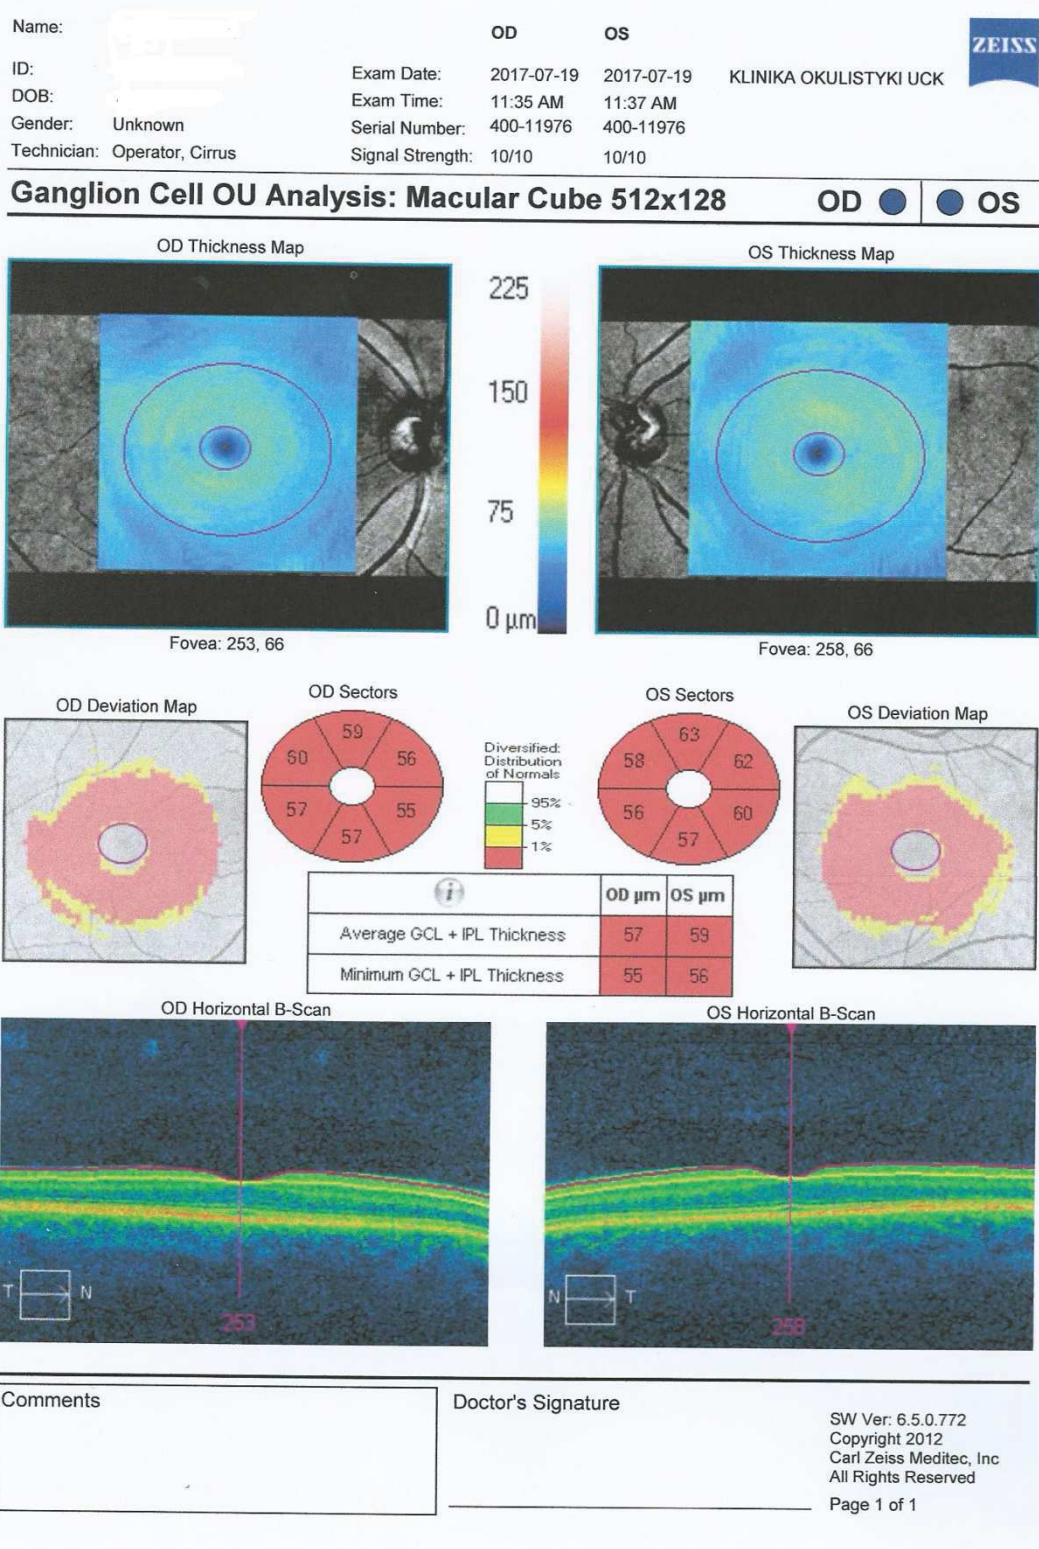 Name:
OD OS
ZEISS
ID:
Exam Date: 2017-07-19 2017-07-19 KLINIKA OKULISTYKI UCK
DOB:
Exam Time: 11:35 AM 11:37 AM
Gender: Unknown
Serial Number: 400-11976 400-11976
Technician: Operator, Cirrus
Signal Strength: 10/10 10/10
Ganglion Cell OU Analysis: Macular Cube 512x128 OD OS
OD Thickness Map
OS Thickness Map
225
150
75
0 µm
Fovea: 253, 66
Fovea: 258, 66
OD Deviation Map
OD Sectors
OS Sectors
OS Deviation Map
59
60 56
57 55
57
Diversified:
Distribution
of Normals
95%
5%
1%
63
58 62
56 60
57
i OD µm OS µm
Average GCL + IPL Thickness 57 59
Minimum GCL + IPL Thickness 55 56
OD Horizontal B-Scan
OS Horizontal B-Scan
T N
253
N T
258
Comments
Doctor's Signature
SW Ver: 6.5.0.772
Copyright 2012
Carl Zeiss Meditec, Inc
All Rights Reserved
Page 1 of 1